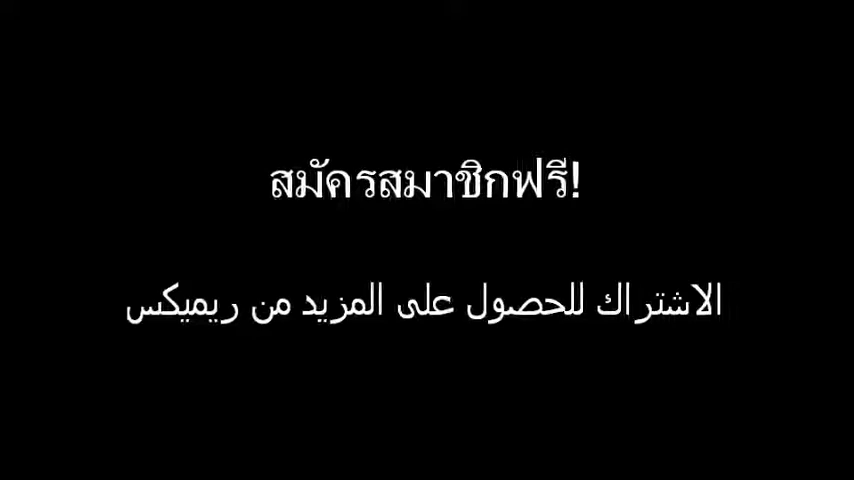 สมัครสมาชิกฟรี!
الاشتراك للحصول على المزيد من ريميكس